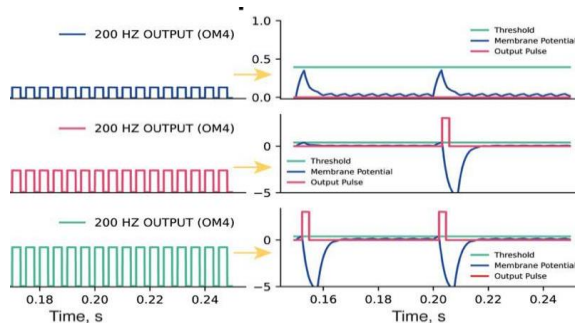 200 HZ OUTPUT (OM4)
1.0
0.5
0.0
Threshold
Membrane Potential
Output Pulse
200 HZ OUTPUT (OM4)
0
−5
Threshold
Membrane Potential
Output Pulse
200 HZ OUTPUT (OM4)
0
−5
Threshold
Membrane Potential
Output Pulse
0.18 0.20 0.22 0.24
Time, s
0.16 0.18 0.20 0.22 0.24
Time, s